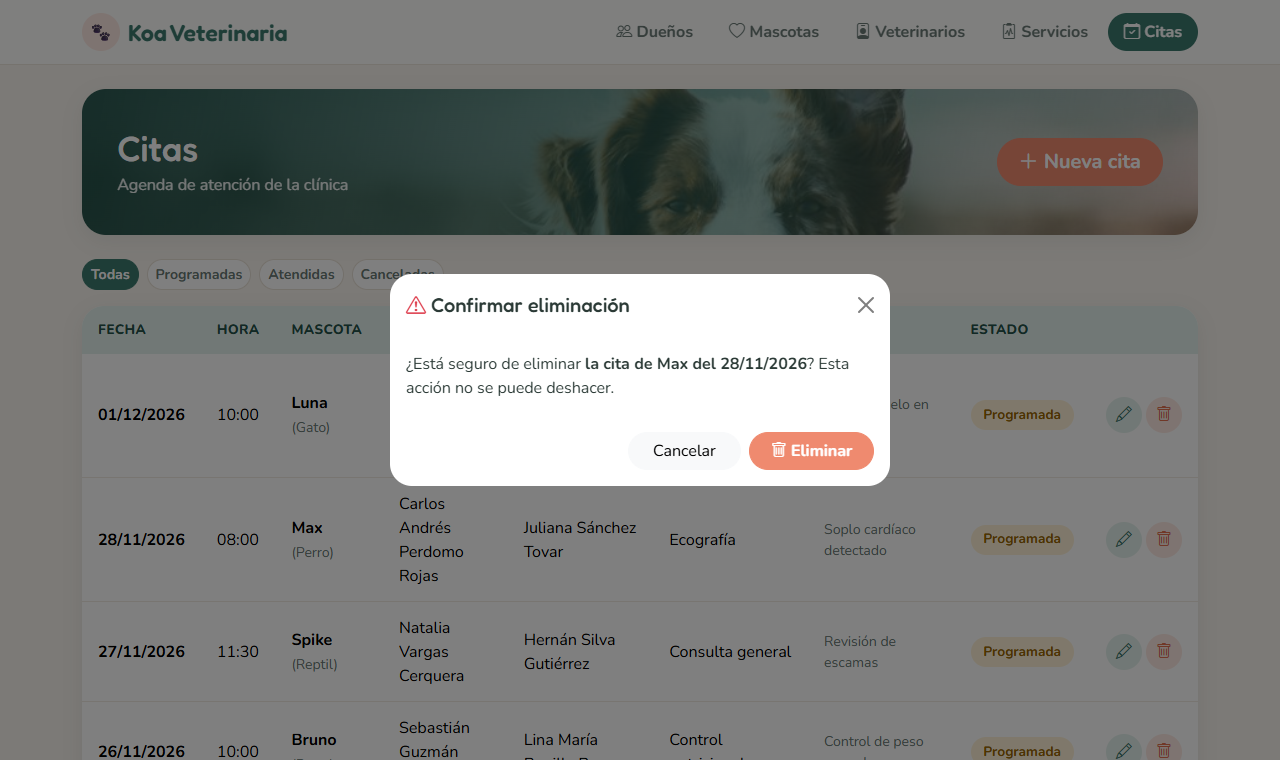 Koa Veterinaria
Dueños
Mascotas
Veterinarios
Servicios
Citas
Citas
Agenda de atención de la clínica
+ Nueva cita
Todas
Programadas
Atendidas
Canceladas
FECHA HORA MASCOTA ESTADO
Confirmar eliminación
¿Está seguro de eliminar la cita de Max del 28/11/2026? Esta
acción no se puede deshacer.
Cancelar
Eliminar
01/12/2026 10:00 Luna
(Gato)
elo en
Programada
28/11/2026 08:00 Max
(Perro)
Carlos
Andrés
Perdomo
Rojas
Juliana Sánchez
Tovar
Ecografía
Soplo cardíaco
detectado
Programada
27/11/2026 11:30 Spike
(Reptil)
Natalia
Vargas
Cerquera
Hernán Silva
Gutiérrez
Consulta general
Revisión de
escamas
Programada
26/11/2026 10:00 Bruno
Sebastián
Guzmán
Lina María
Control
Control de peso
Programada